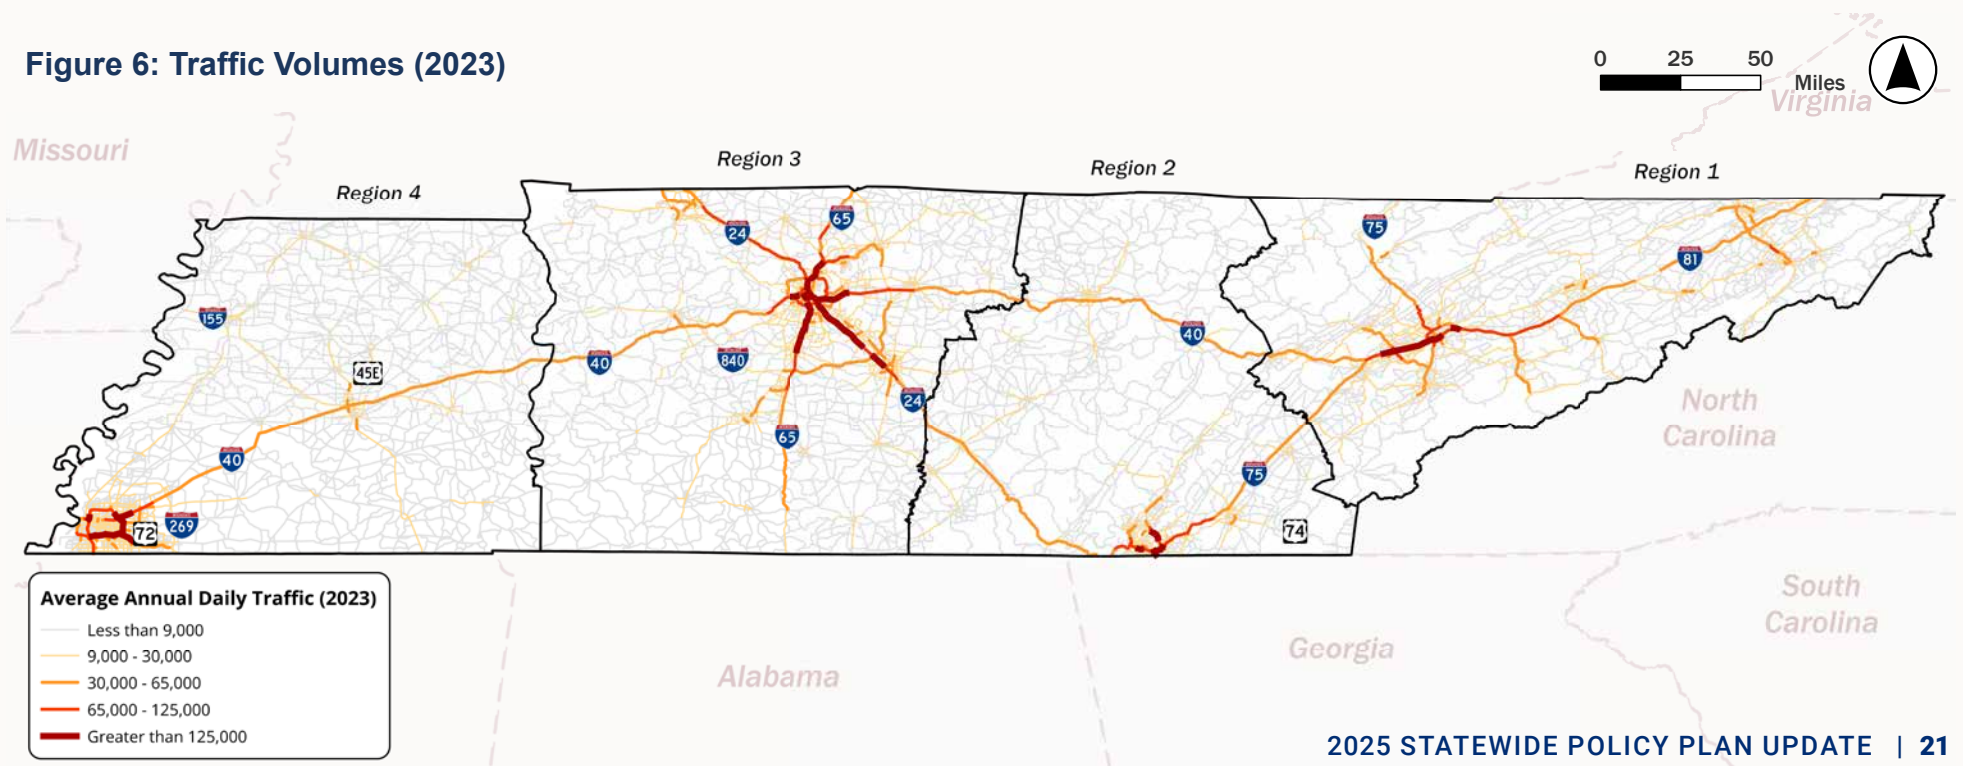 Figure 6: Traffic Volumes (2023)
0 25 50
Miles
Virginia
Missouri
Region 4
Region 3
Region 2
Region 1
24
65
75
81
155
40
40
840
45E
24
65
40
75
72
269
74
North
Carolina
South
Carolina
Georgia
Alabama
Average Annual Daily Traffic (2023)
Less than 9,000
9,000 - 30,000
30,000 - 65,000
65,000 - 125,000
Greater than 125,000
2025 STATEWIDE POLICY PLAN UPDATE | 21